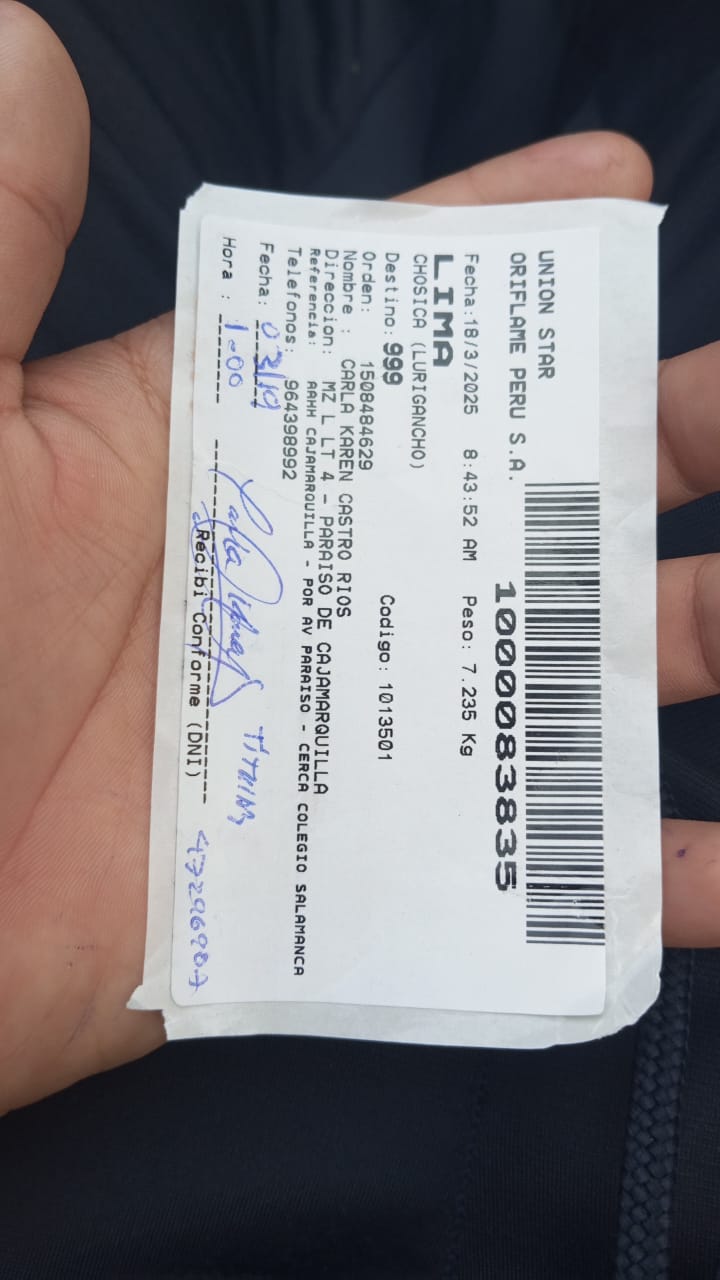 UNION STAR
ORIFLAME PERU S.A.
1000083835
Fecha:18/3/2025 8:43:52 AM Peso: 7.235 Kg
LIMA
CHOSICA (LURIGANCHO)
Destino: 999 Codigo: 1013501
Orden: 1508484629
Nombre : CARLA KAREN CASTRO RIOS
Direccion: MZ L LT 4 - PARAISO DE CAJAMARQUILLA
Referencia: AAHH CAJAMARQUILLA - POR AV PARAISO - CERCA COLEGIO SALAMANCA
Telefonos: 964398992
Fecha: 03/19
Hora : 1-00
Recibi Conforme (DNI)